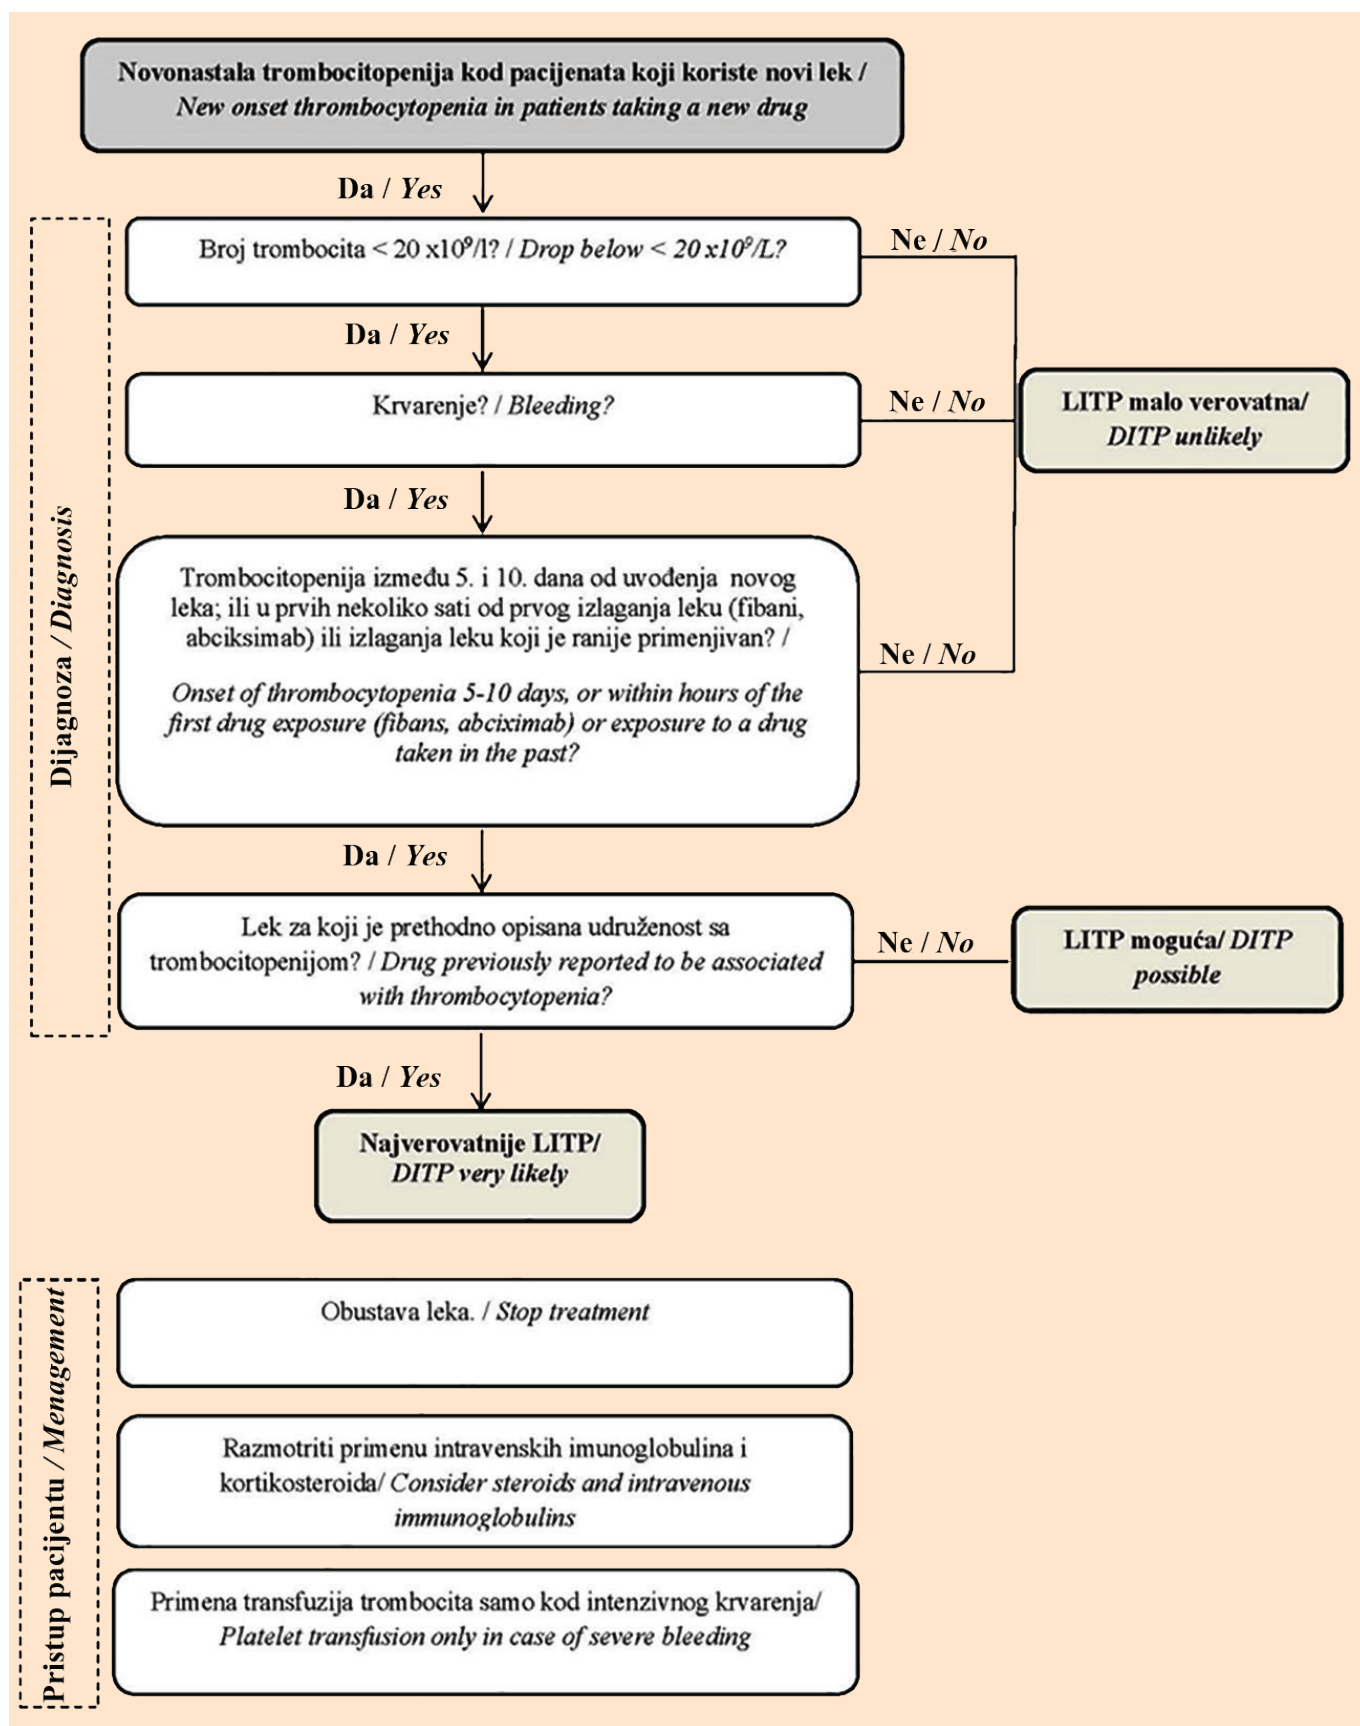 Novonastala trombocitopenija kod pacijenata koji koriste novi lek /
New onset thrombocytopenia in patients taking a new drug
Da / Yes
Dijagnoza / Diagnosis
Broj trombocita < 20 x10⁹/l? / Drop below < 20 x10⁹/L?
Ne / No
Da / Yes
Krvarenje? / Bleeding?
Ne / No
LITP malo verovatna/
DITP unlikely
Da / Yes
Trombocitopenija između 5. i 10. dana od uvođenja novog
leka; ili u prvih nekoliko sati od prvog izlaganja leku (fibani,
abciksimab) ili izlaganja leku koji je ranije primenjivan? /
Onset of thrombocytopenia 5-10 days, or within hours of the
first drug exposure (fibans, abciximab) or exposure to a drug
taken in the past?
Ne / No
Da / Yes
Lek za koji je prethodno opisana udruženost sa
trombocitopenijom? / Drug previously reported to be associated
with thrombocytopenia?
Ne / No
LITP moguća/ DITP
possible
Da / Yes
Najverovatnije LITP/
DITP very likely
Pristup pacijentu / Menagement
Obustava leka. / Stop treatment
Razmotriti primenu intravenskih imunoglobulina i
kortikosteroida/ Consider steroids and intravenous
immunoglobulins
Primena transfuzija trombocita samo kod intenzivnog krvarenja/
Platelet transfusion only in case of severe bleeding